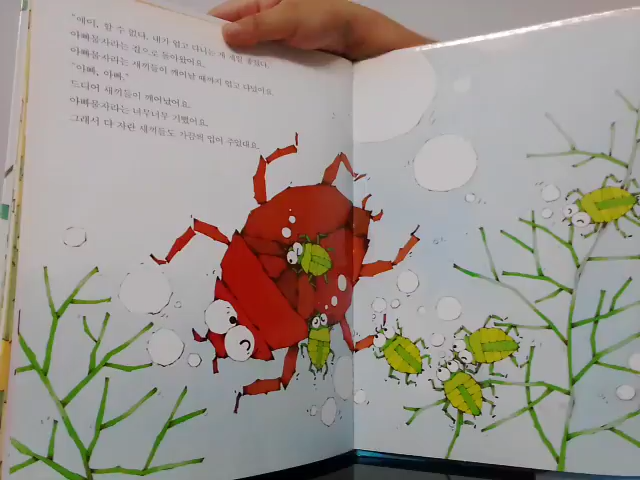 "에이, 할 수 없다. 내가 업고 다니는 게 제일 좋겠다."
아빠물자라는 집으로 돌아왔어요.
아빠물자라는 새끼들이 깨어날 때까지 업고 다녔어요.
"아빠, 아빠."
드디어 새끼들이 깨어났어요.
아빠물자라는 너무너무 기뻤어요.
그래서 다 자란 새끼들도 가끔씩 업어 주었대요.